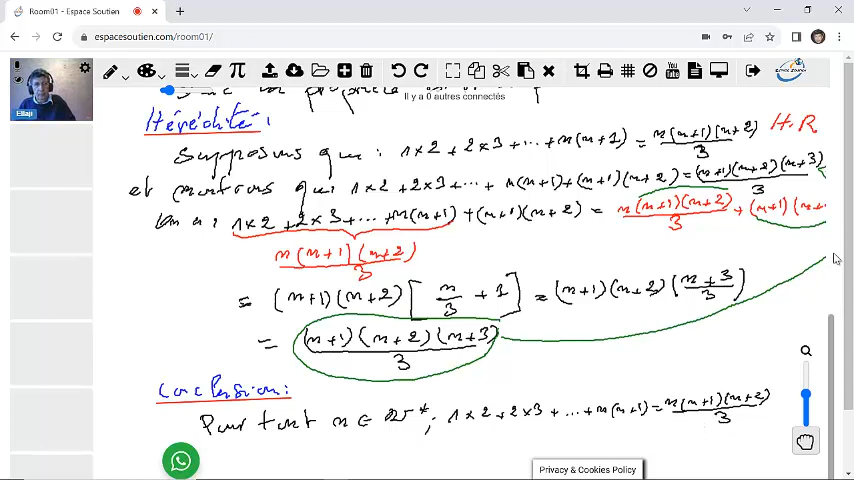 Room01 - Espace Soutien
espacesoutien.com/room01/
Espace Soutien
Ellaji
Il y a 0 autres connectés
Hérédité :
Supposons que : 1×2 + 2×3 + ... + n(n+1) = n(n+1)(n+2)/3 H.R
et montrons que : 1×2 + 2×3 + ... + n(n+1) + (n+1)(n+2) = (n+1)(n+2)(n+3)/3
On a : 1×2 + 2×3 + ... + n(n+1) + (n+1)(n+2) = n(n+1)(n+2)/3 + (n+1)(n+
n(n+1)(n+2)/3
= (n+1)(n+2)[n/3 + 1] = (n+1)(n+2)(n+3/3)
= (n+1)(n+2)(n+3)/3
Conclusion :
Pour tout n ∈ IN* ; 1×2 + 2×3 + ... + n(n+1) = n(n+1)(n+2)/3
Privacy & Cookies Policy